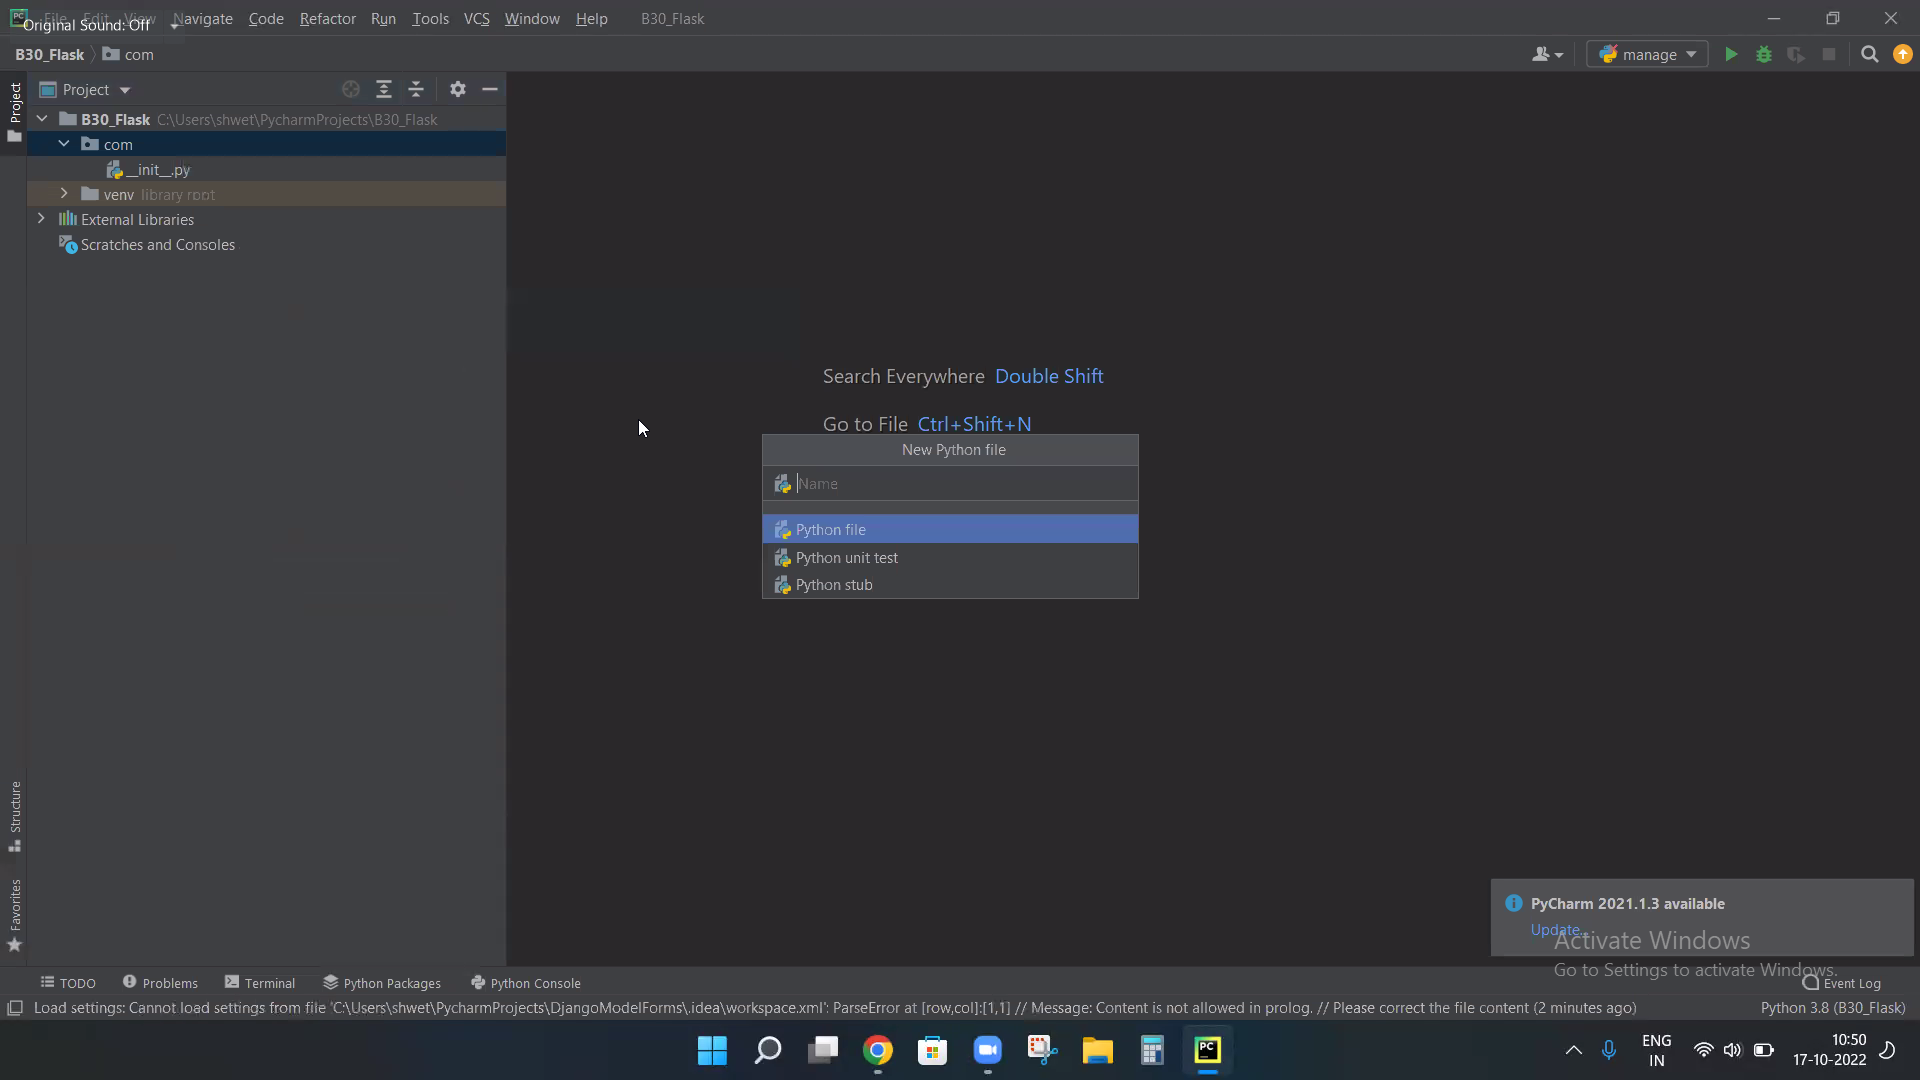 File Edit View Navigate Code Refactor Run Tools VCS Window Help B30_Flask
Original Sound: Off
B30_Flask com
manage
Project
Project
B30_Flask C:\Users\shwet\PycharmProjects\B30_Flask
com
__init__.py
venv library root
External Libraries
Scratches and Consoles
Search Everywhere Double Shift
Go to File Ctrl+Shift+N
New Python file
Name
Python file
Python unit test
Python stub
Structure
Favorites
PyCharm 2021.1.3 available
Update...
Activate Windows
Go to Settings to activate Windows.
TODO Problems Terminal Python Packages Python Console Event Log
Load settings: Cannot load settings from file 'C:\Users\shwet\PycharmProjects\DjangoModelForms\.idea\workspace.xml': ParseError at [row,col]:[1,1] // Message: Content is not allowed in prolog. // Please correct the file content (2 minutes ago) Python 3.8 (B30_Flask)
PC
ENG
IN
10:50
17-10-2022